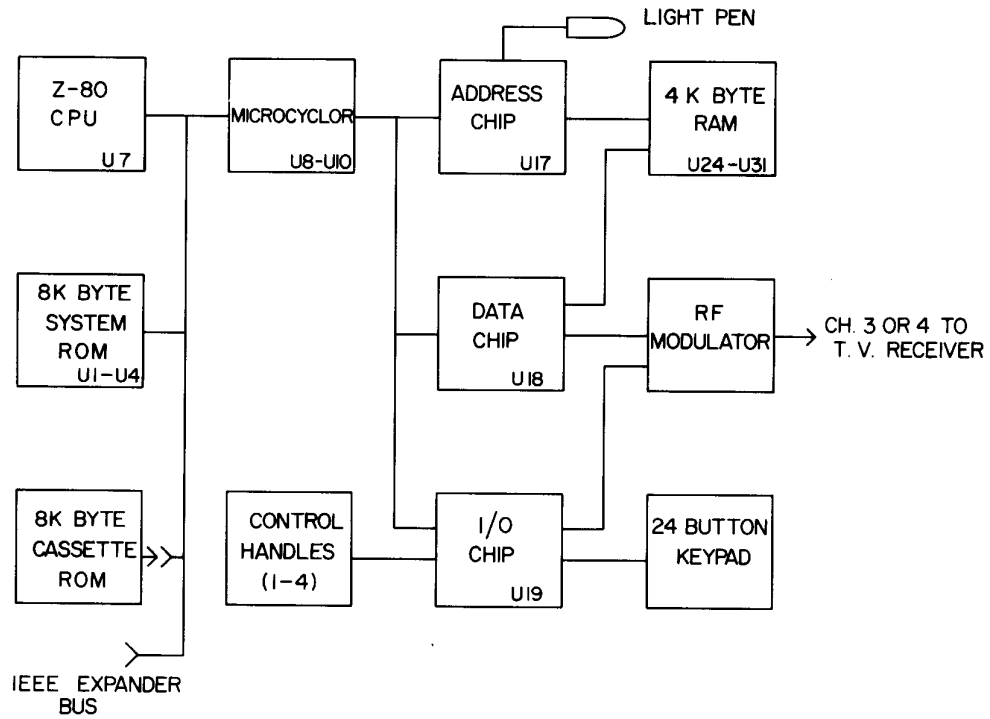 LIGHT PEN
Z-80
CPU
U7
MICROCYCLOR
U8-U10
ADDRESS
CHIP
U17
4K BYTE
RAM
U24-U31
8K BYTE
SYSTEM
ROM
U1-U4
DATA
CHIP
U18
RF
MODULATOR
CH. 3 OR 4 TO
T. V. RECEIVER
8K BYTE
CASSETTE
ROM
CONTROL
HANDLES
(1-4)
I/O
CHIP
U19
24 BUTTON
KEYPAD
IEEE EXPANDER
BUS